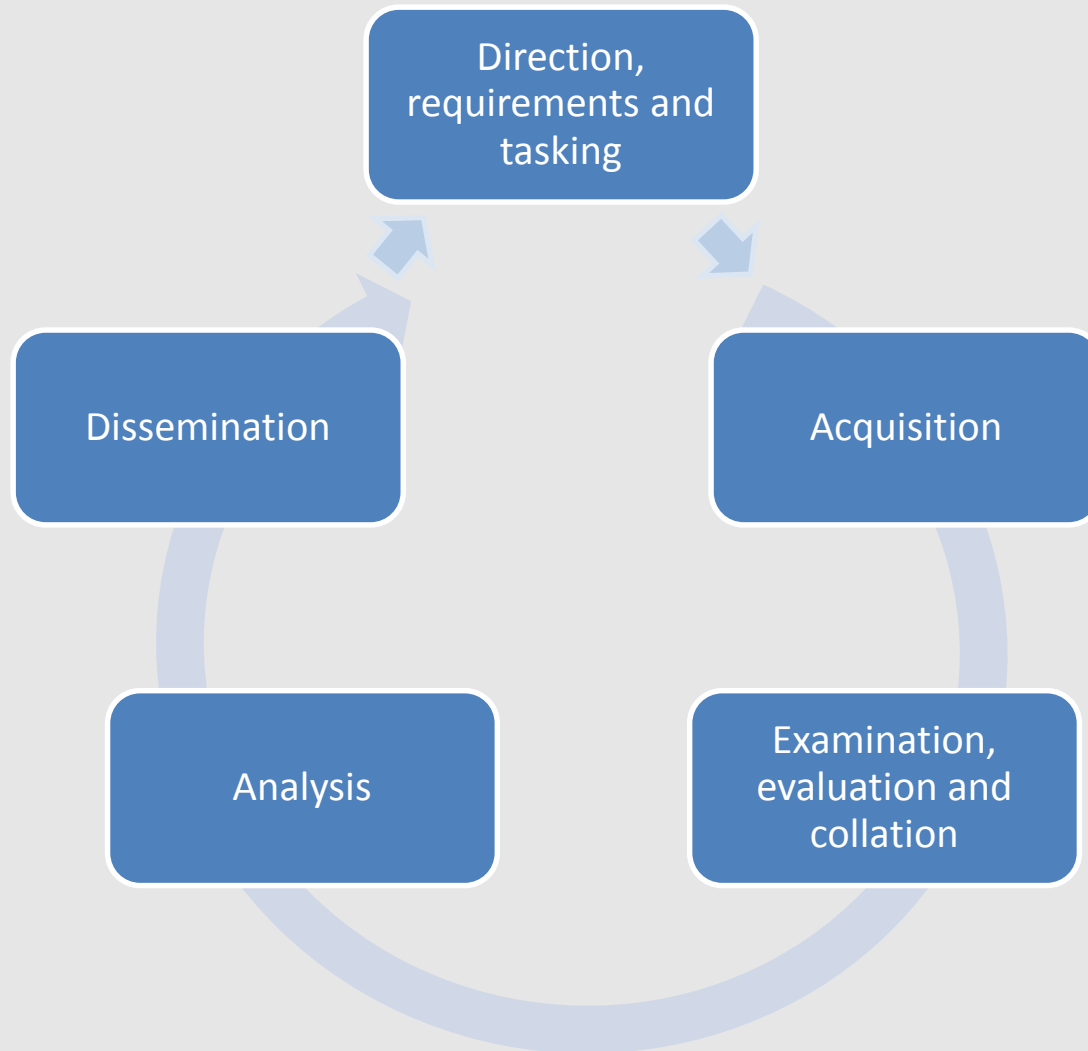 Direction,
requirements and
tasking
Dissemination
Acquisition
Analysis
Examination,
evaluation and
collation